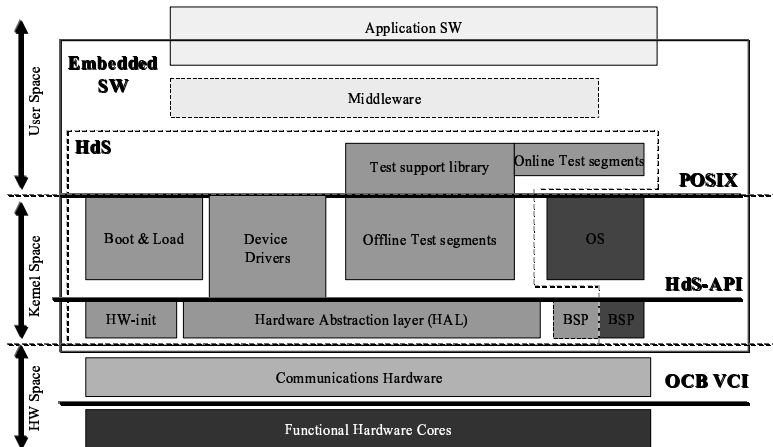 Application SW
Embedded
SW
User Space
Middleware
HdS
Test support library
Online Test segments
POSIX
Kernel Space
Boot & Load
Device
Drivers
Offline Test segments
OS
HdS-API
HW-init
Hardware Abstraction layer (HAL)
BSP
BSP
HW Space
Communications Hardware
OCB VCI
Functional Hardware Cores